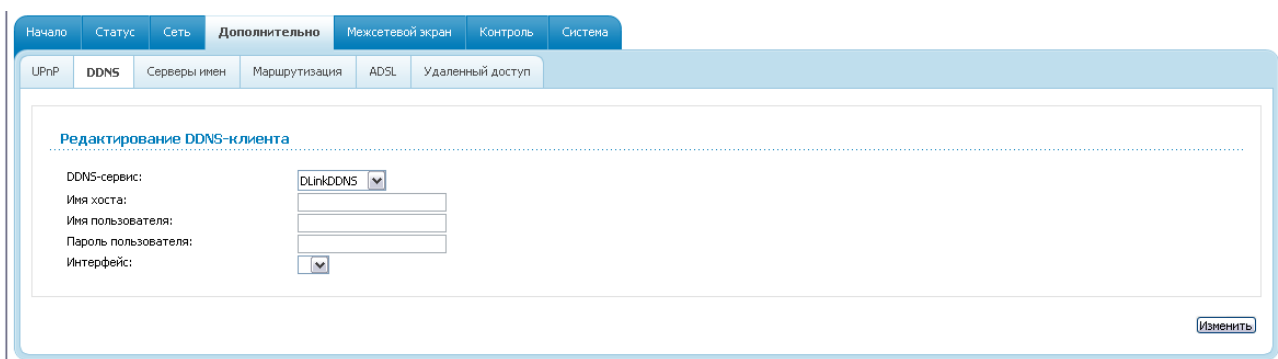 Начало Статус Сеть Дополнительно Межсетевой экран Контроль Система
UPnP DDNS Серверы имен Маршрутизация ADSL Удаленный доступ
Редактирование DDNS-клиента
DDNS-сервис: DLinkDDNS
Имя хоста:
Имя пользователя:
Пароль пользователя:
Интерфейс:
Изменить